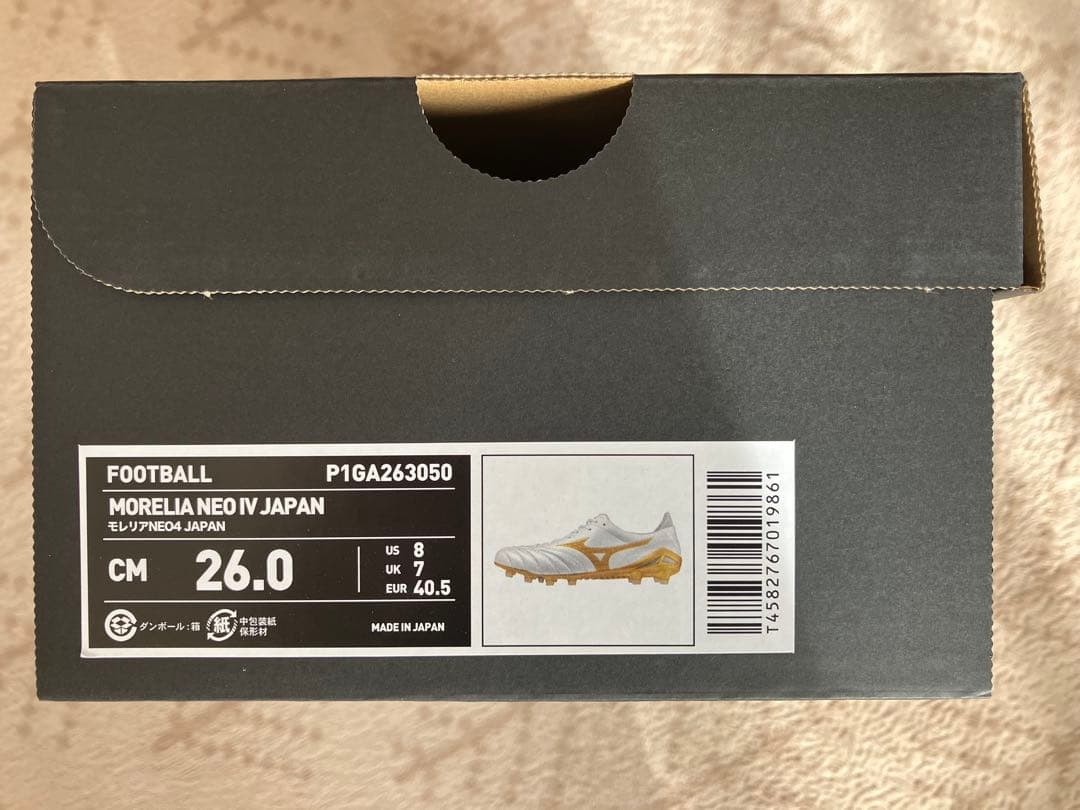 FOOTBALL P1GA263050
MORELIA NEO IV JAPAN
モレリアNEO4 JAPAN
CM 26.0
US 8
UK 7
EUR 40.5
ダンボール：箱
紙 中包装紙
保形材
MADE IN JAPAN
T4582767019861